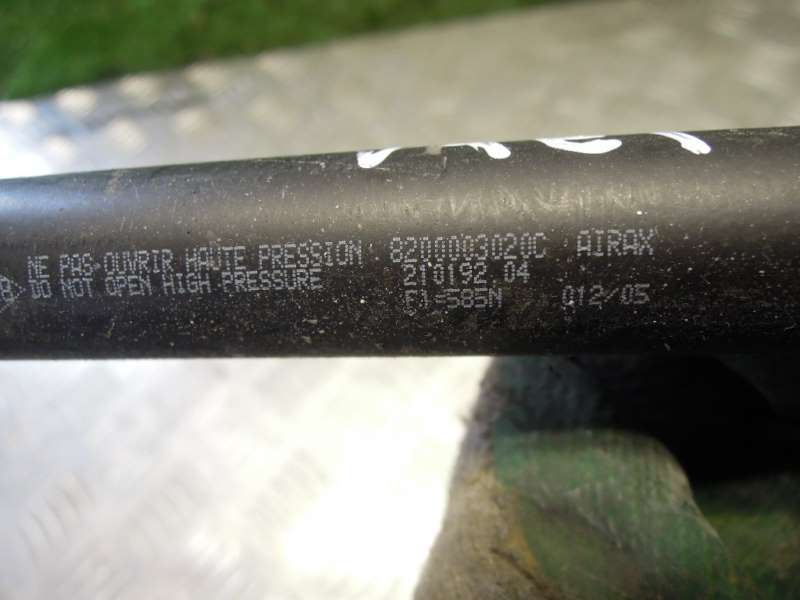 NE PAS OUVRIR HAUTE PRESSION 8200003020C AIRAX
DO NOT OPEN HIGH PRESSURE 210192 04
F1=585N 012/05